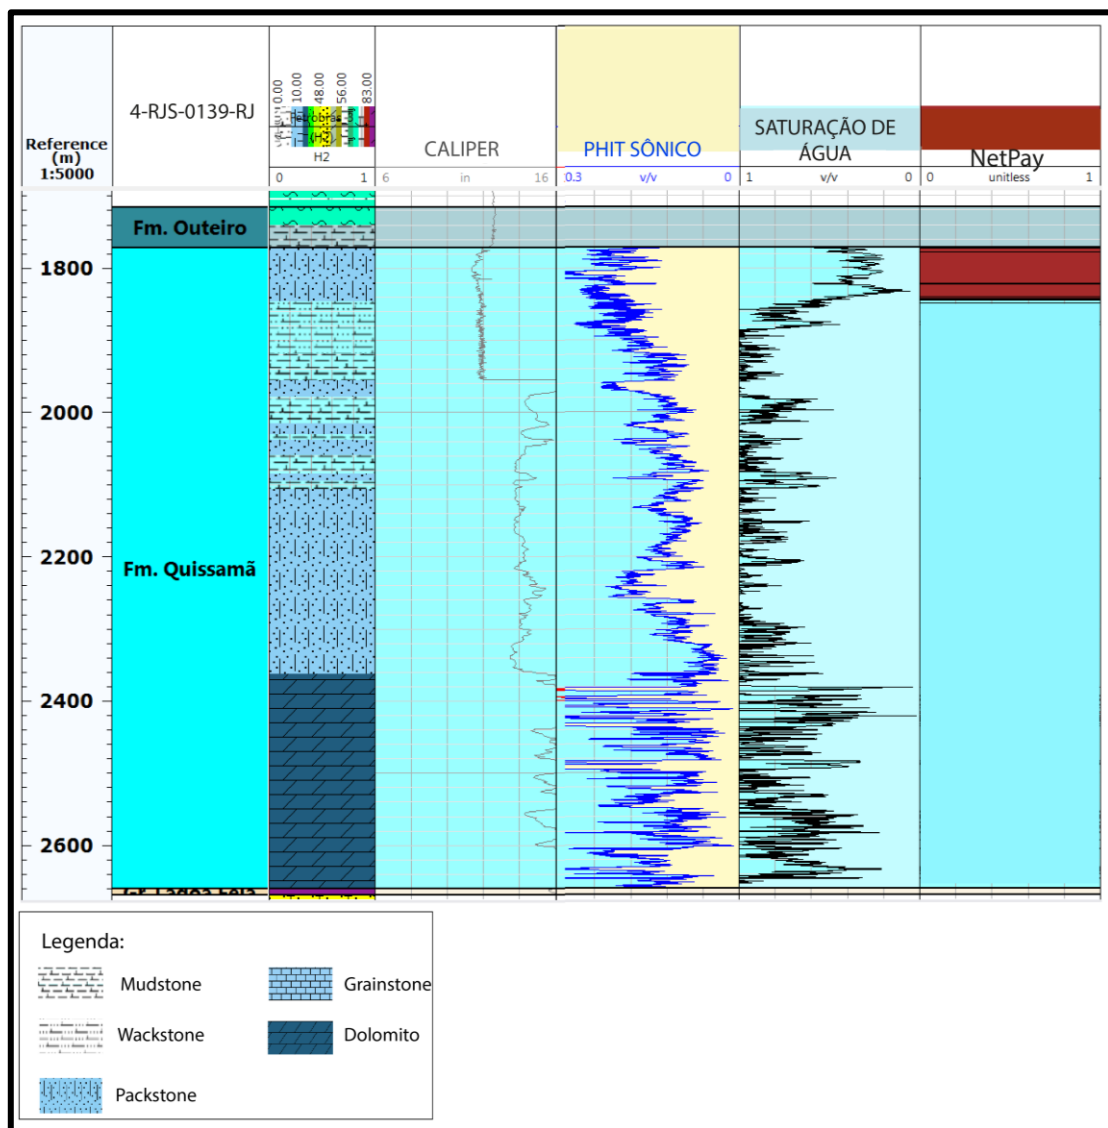 Reference
(m)
1:5000
4-RJS-0139-RJ
0.00
10.00
48.00
56.00
83.00
Petrobras
H2
0 1
CALIPER
6 in 16
PHIT SÔNICO
0.3 v/v 0
SATURAÇÃO DE
ÁGUA
1 v/v 0
NetPay
0 unitless 1
Fm. Outeiro
1800
2000
2200
Fm. Quissamã
2400
2600
Legenda:
Mudstone
Grainstone
Wackstone
Dolomito
Packstone